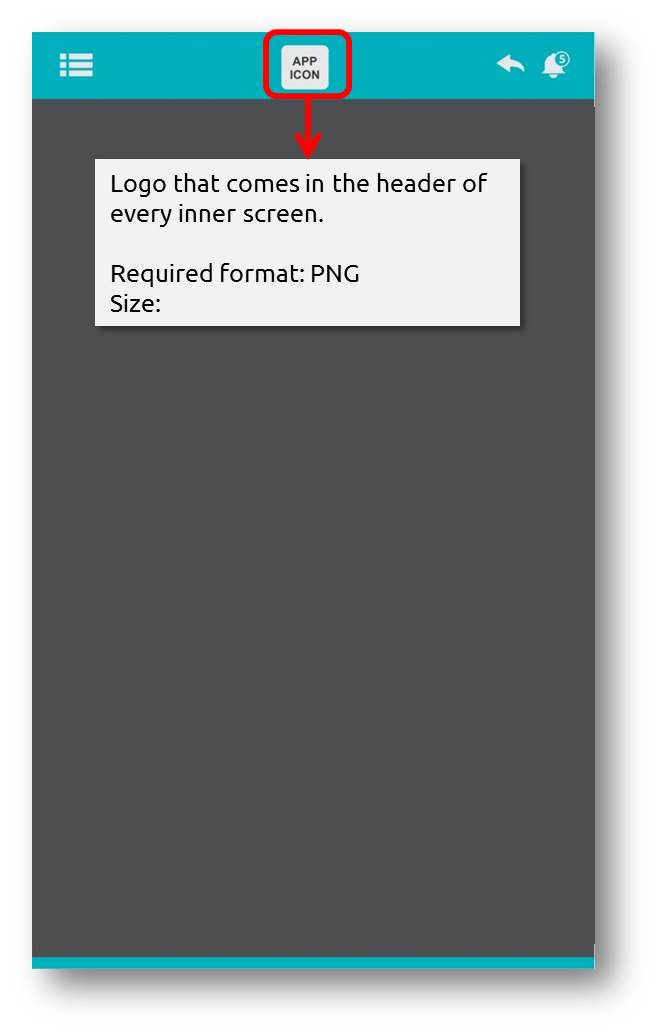 APP
ICON
5
Logo that comes in the header of
every inner screen.
Required format: PNG
Size: